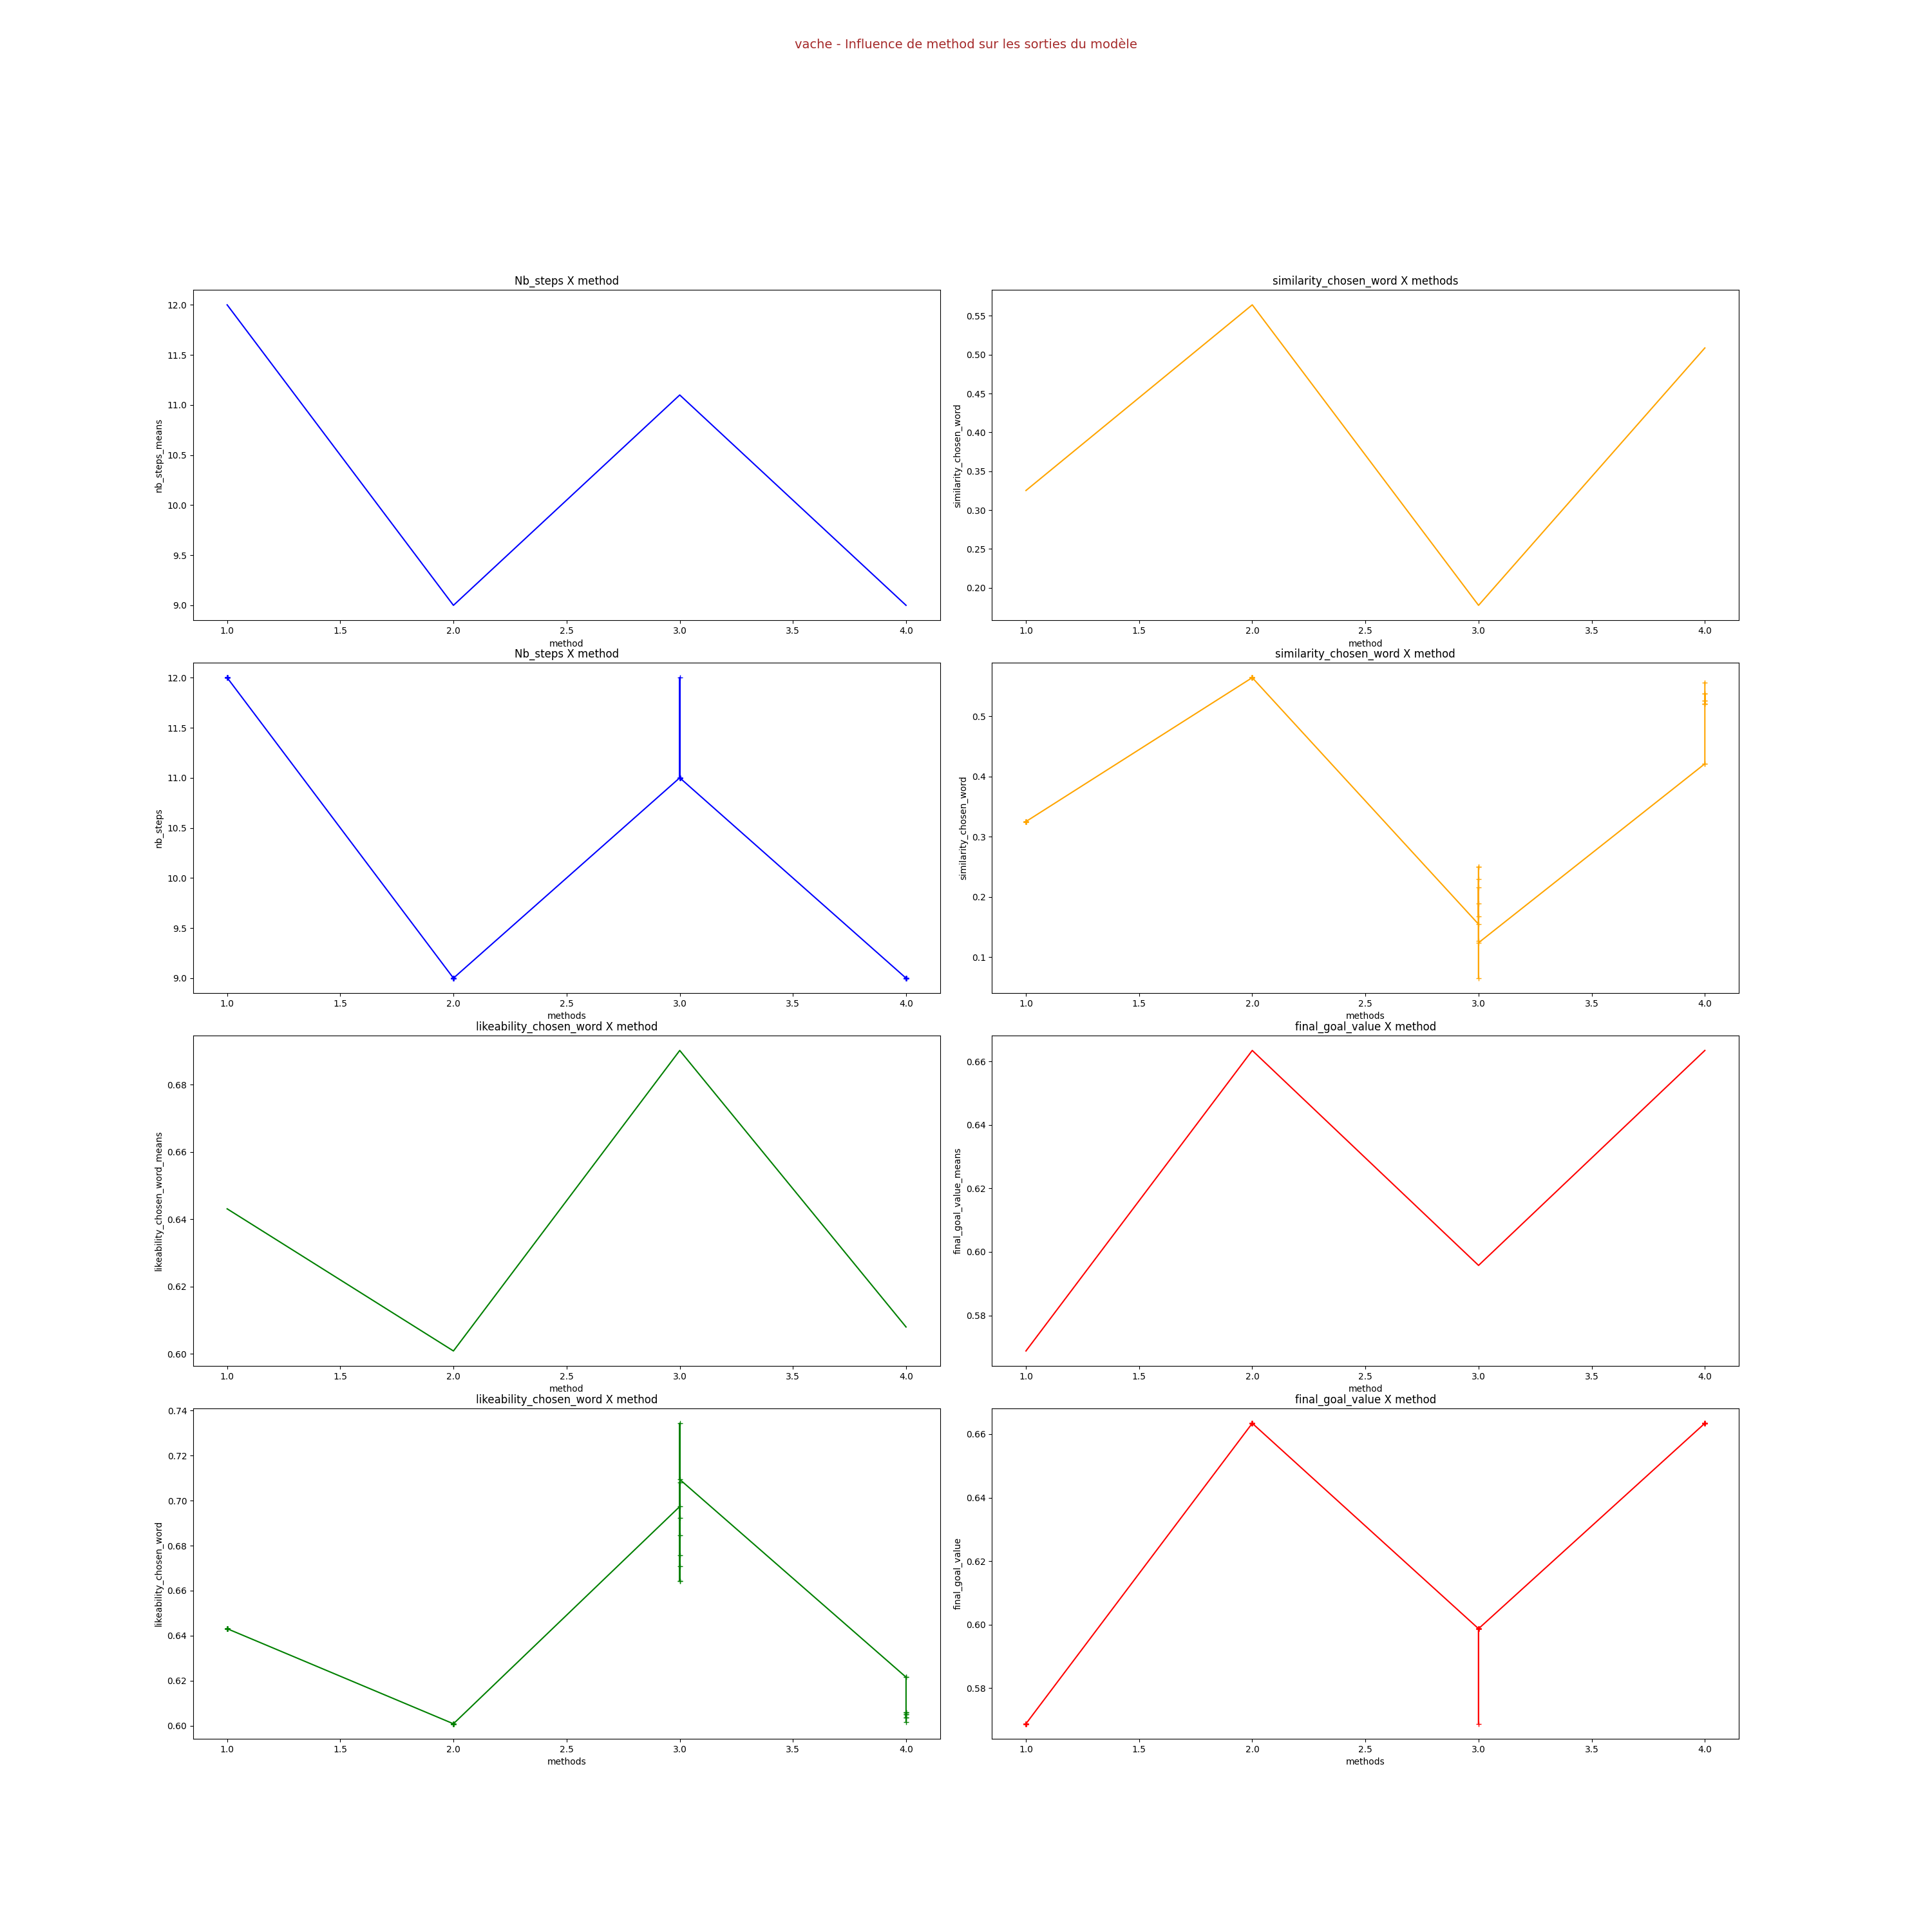 vache - Influence de method sur les sorties du modèle
Nb_steps X method
nb_steps_means
12.0
11.5
11.0
10.5
10.0
9.5
9.0
1.0 1.5 2.0 2.5 3.0 3.5 4.0
method
similarity_chosen_word X methods
similarity_chosen_word
0.55
0.50
0.45
0.40
0.35
0.30
0.25
0.20
1.0 1.5 2.0 2.5 3.0 3.5 4.0
method
Nb_steps X method
nb_steps
12.0
11.5
11.0
10.5
10.0
9.5
9.0
1.0 1.5 2.0 2.5 3.0 3.5 4.0
methods
similarity_chosen_word X method
similarity_chosen_word
0.5
0.4
0.3
0.2
0.1
1.0 1.5 2.0 2.5 3.0 3.5 4.0
methods
likeability_chosen_word X method
likeability_chosen_word_means
0.68
0.66
0.64
0.62
0.60
1.0 1.5 2.0 2.5 3.0 3.5 4.0
method
final_goal_value X method
final_goal_value_means
0.66
0.64
0.62
0.60
0.58
1.0 1.5 2.0 2.5 3.0 3.5 4.0
method
likeability_chosen_word X method
likeability_chosen_word
0.74
0.72
0.70
0.68
0.66
0.64
0.62
0.60
1.0 1.5 2.0 2.5 3.0 3.5 4.0
methods
final_goal_value X method
final_goal_value
0.66
0.64
0.62
0.60
0.58
1.0 1.5 2.0 2.5 3.0 3.5 4.0
methods